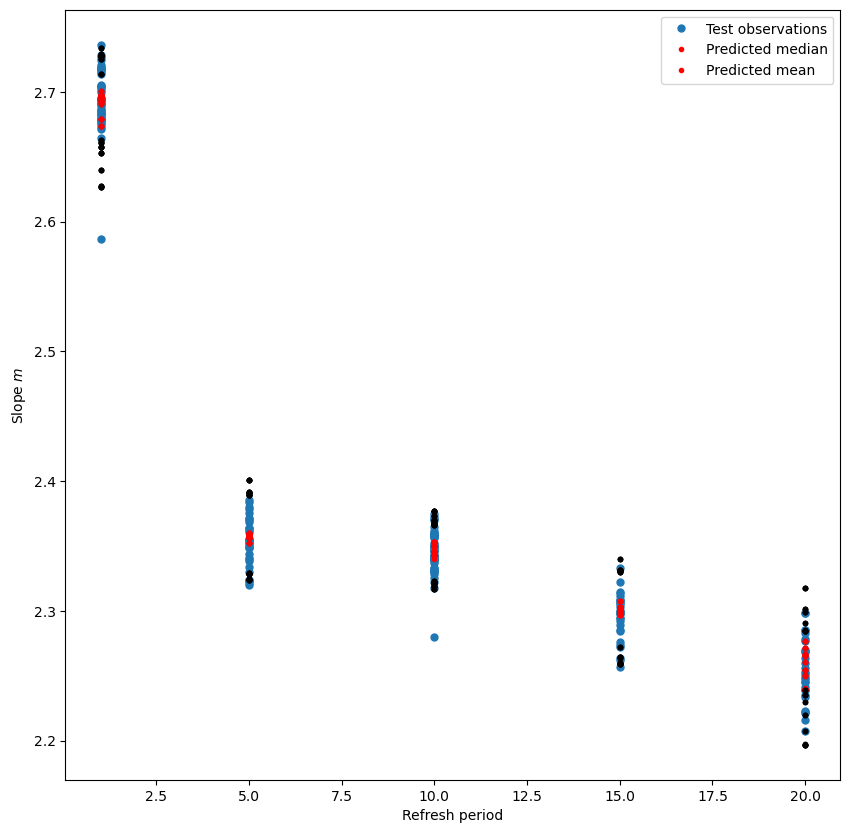 Test observations
Predicted median
Predicted mean
2.7
2.6
2.5
2.4
2.3
2.2
Slope m
2.5
5.0
7.5
10.0
12.5
15.0
17.5
20.0
Refresh period